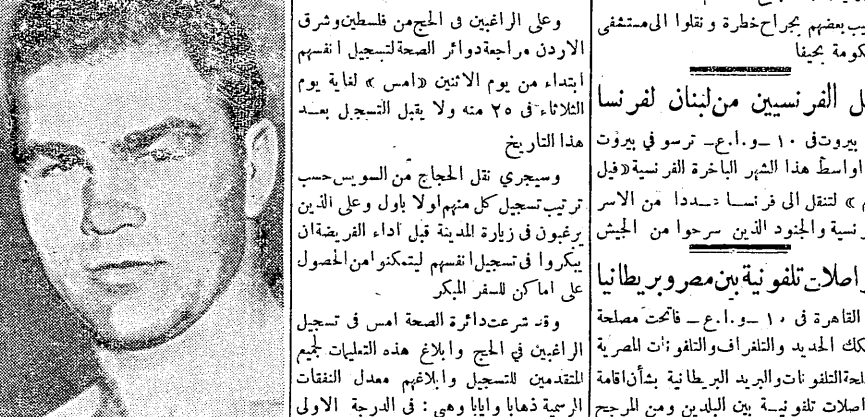 بعضهم بجراح خطرة ونقلوا الى مستشفى
بحيفا
الفرنسيين من لبنان لفرنسا
بيروت في ١٠ – و.ا.ع – ترسو في بيروت
اواسط هذا الشهر الباخرة الفرنسية «فيل
» لتنقل الى فرنسا عددا من الاسر
والجنود الذين سرحوا من الجيش
تلفونية بين مصر وبريطانيا
القاهرة في ١٠ – و.ا.ع – فاتحت مصلحة
الحديد والتلغراف والتلفونات المصرية
التلفونات والبريد البريطانية بشأن اقامة
تلفونية بين البلدين ومن المرجح
وعلى الراغبين في الحج من فلسطين وشرق
الاردن مراجعة دوائر الصحة لتسجيل انفسهم
ابتداء من يوم الاثنين «امس» لغاية يوم
الثلاثاء في ٢٥ منه ولا يقبل التسجيل بعد
هذا التاريخ
وسيجري نقل الحجاج من السويس حسب
ترتيب تسجيل كل منهم اولا باول وعلى الذين
يرغبون في زيارة المدينة قبل اداء الفريضة ان
يبكروا في تسجيل انفسهم ليتمكنوا من الحصول
على اماكن للسفر المبكر
وقد شرعت دائرة الصحة امس في تسجيل
الراغبين في الحج وابلاغ هذه التعليمات لجميع
المتقدمين للتسجيل وابلاغهم معدل النفقات
الرسمية ذهابا وايابا وهي : في الدرجة الاولى